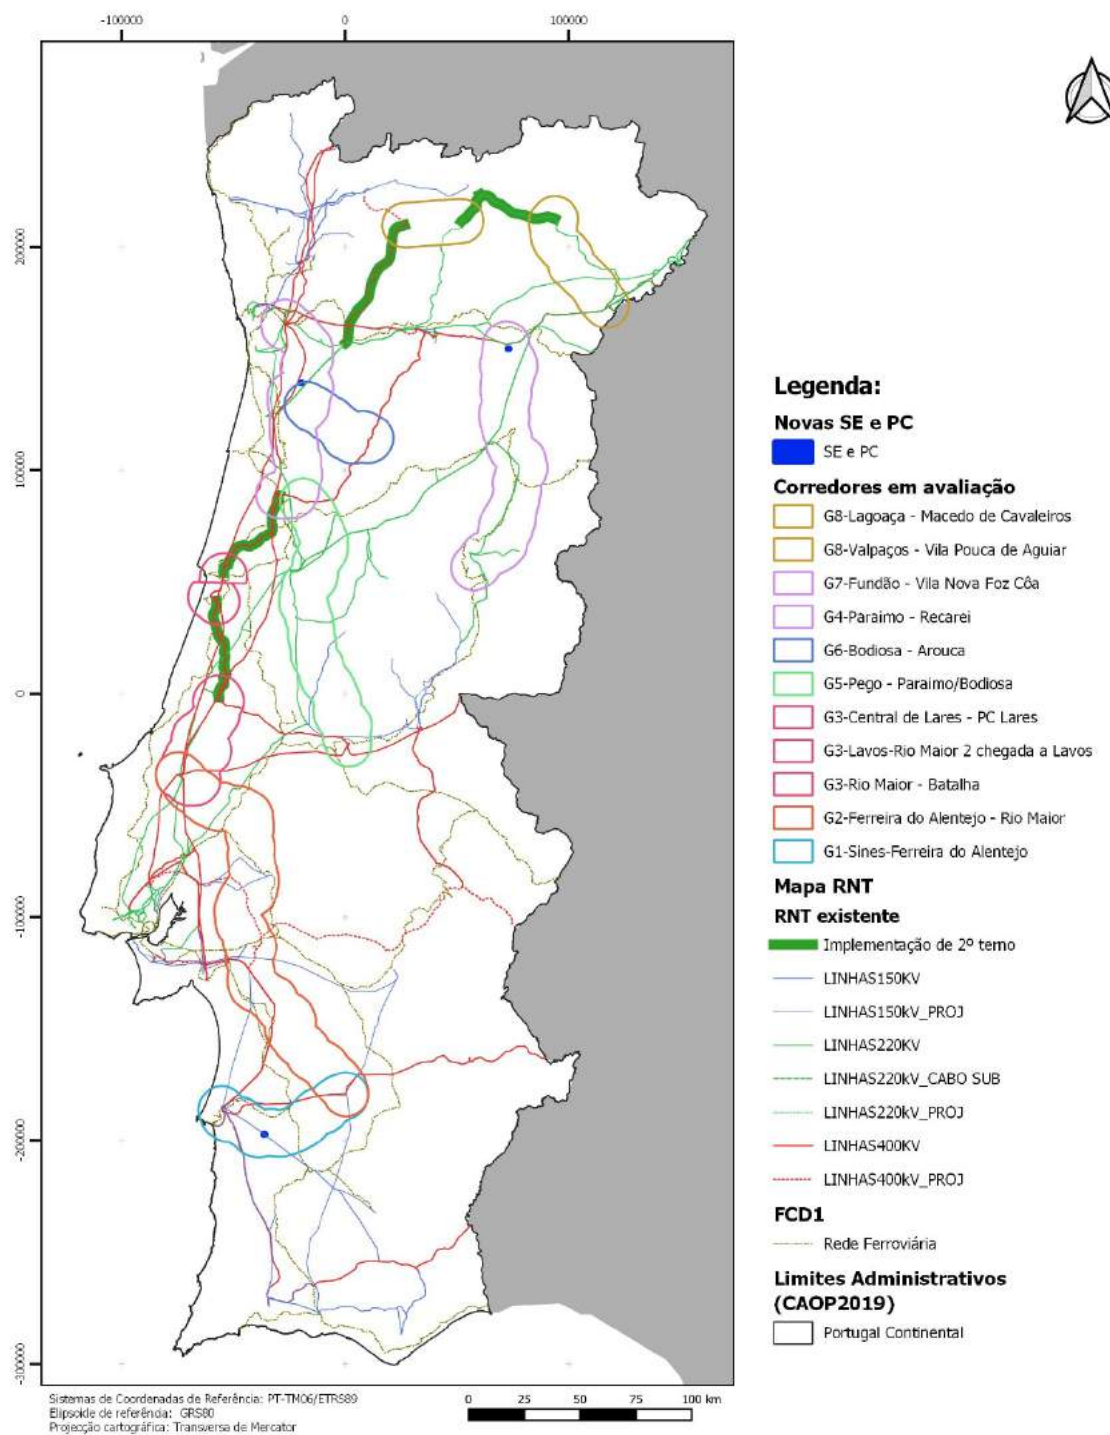 -100000 0 100000
200000
100000
0
-100000
-200000
-300000
Legenda:
Novas SE e PC
SE e PC
Corredores em avaliação
G8-Lagoaça - Macedo de Cavaleiros
G8-Valpaços - Vila Pouca de Aguiar
G7-Fundão - Vila Nova Foz Côa
G4-Paraimo - Recarei
G6-Bodiosa - Arouca
G5-Pego - Paraimo/Bodiosa
G3-Central de Lares - PC Lares
G3-Lavos-Rio Maior 2 chegada a Lavos
G3-Rio Maior - Batalha
G2-Ferreira do Alentejo - Rio Maior
G1-Sines-Ferreira do Alentejo
Mapa RNT
RNT existente
Implementação de 2º terno
LINHAS150KV
LINHAS150kV_PROJ
LINHAS220KV
LINHAS220kV_CABO SUB
LINHAS220kV_PROJ
LINHAS400KV
LINHAS400kV_PROJ
FCD1
Rede Ferroviária
Limites Administrativos
(CAOP2019)
Portugal Continental
Sistemas de Coordenadas de Referência: PT-TM06/ETRS89
Elipsoide de referência: GRS80
Projecção cartográfica: Transversa de Mercator
0 25 50 75 100 km